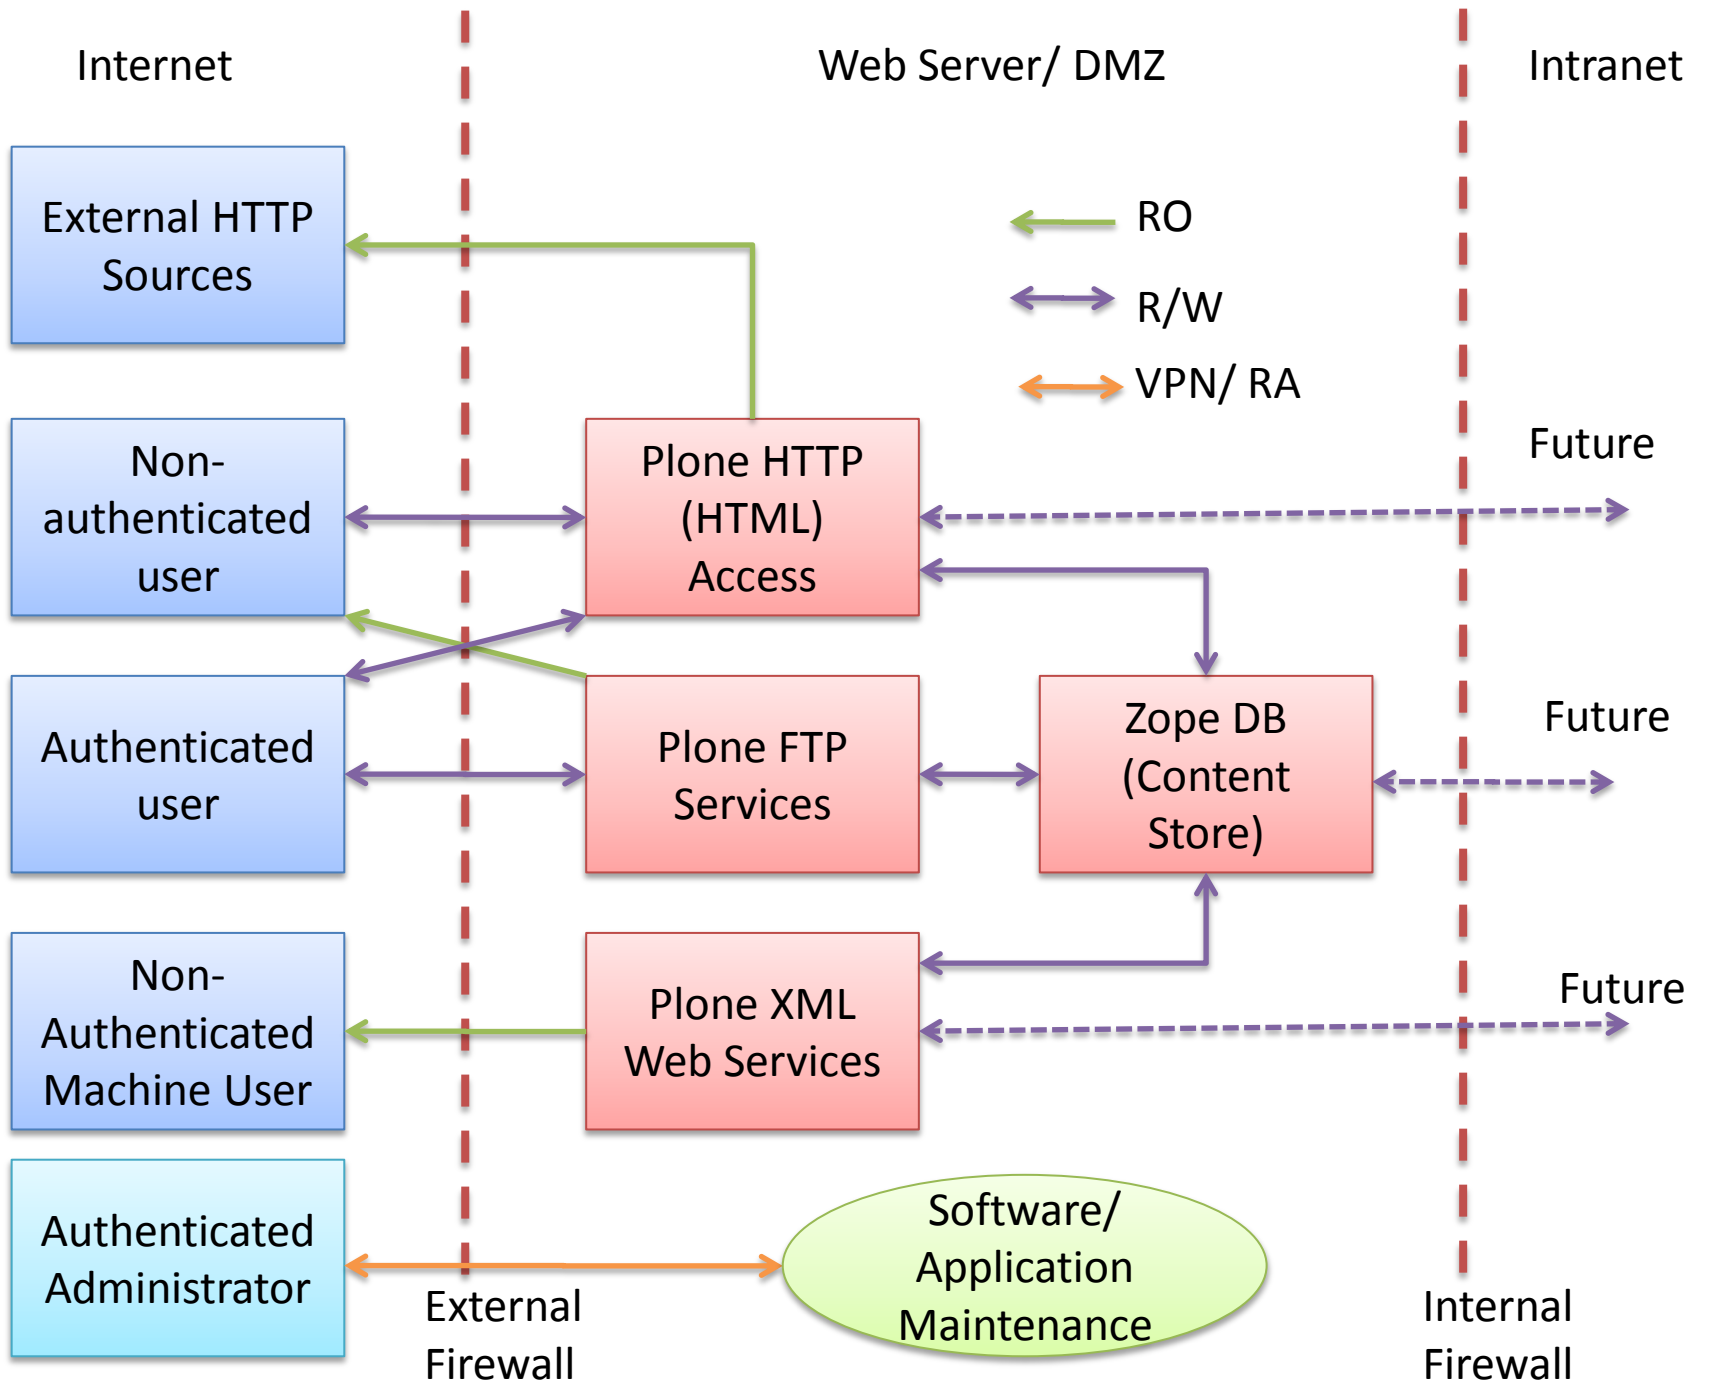 Internet
Web Server/ DMZ
Intranet
External HTTP
Sources
RO
R/W
VPN/ RA
Non-
authenticated
user
Plone HTTP
(HTML)
Access
Future
Authenticated
user
Plone FTP
Services
Zope DB
(Content
Store)
Future
Non-
Authenticated
Machine User
Plone XML
Web Services
Future
Authenticated
Administrator
Software/
Application
Maintenance
External
Firewall
Internal
Firewall